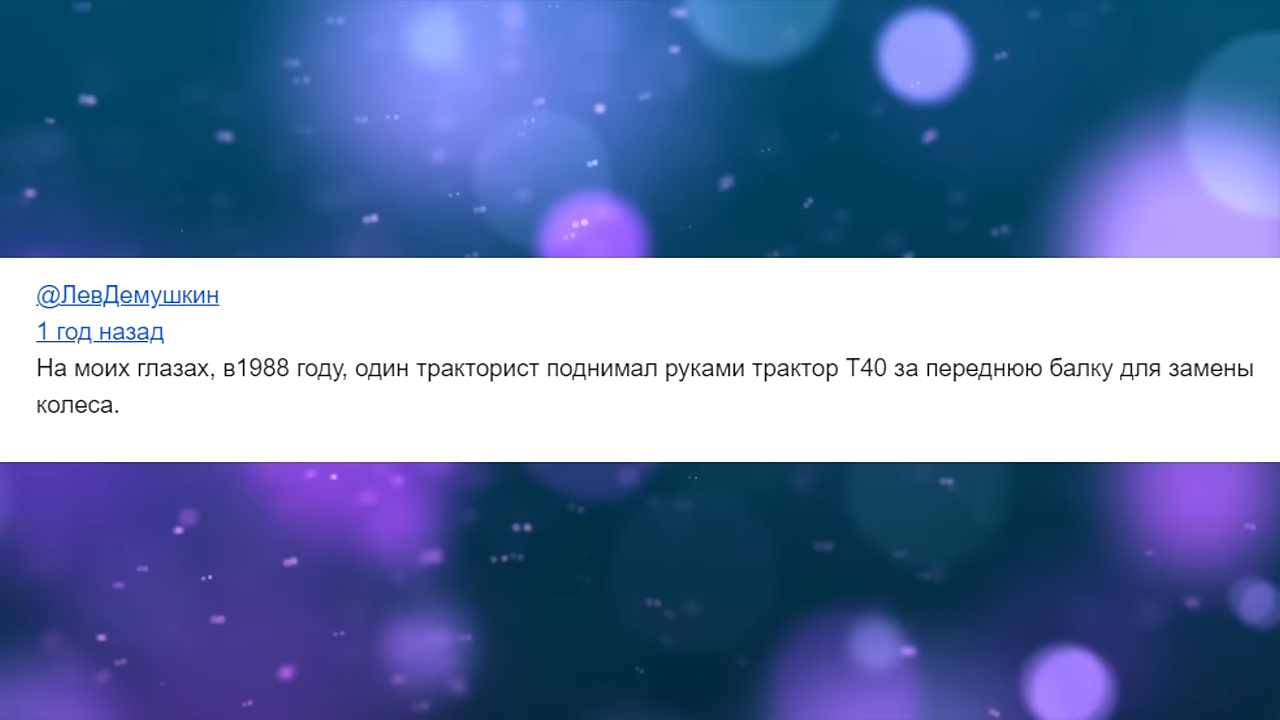 @ЛевДемушкин
1 год назад
На моих глазах, в1988 году, один тракторист поднимал руками трактор Т40 за переднюю балку для замены
колеса.